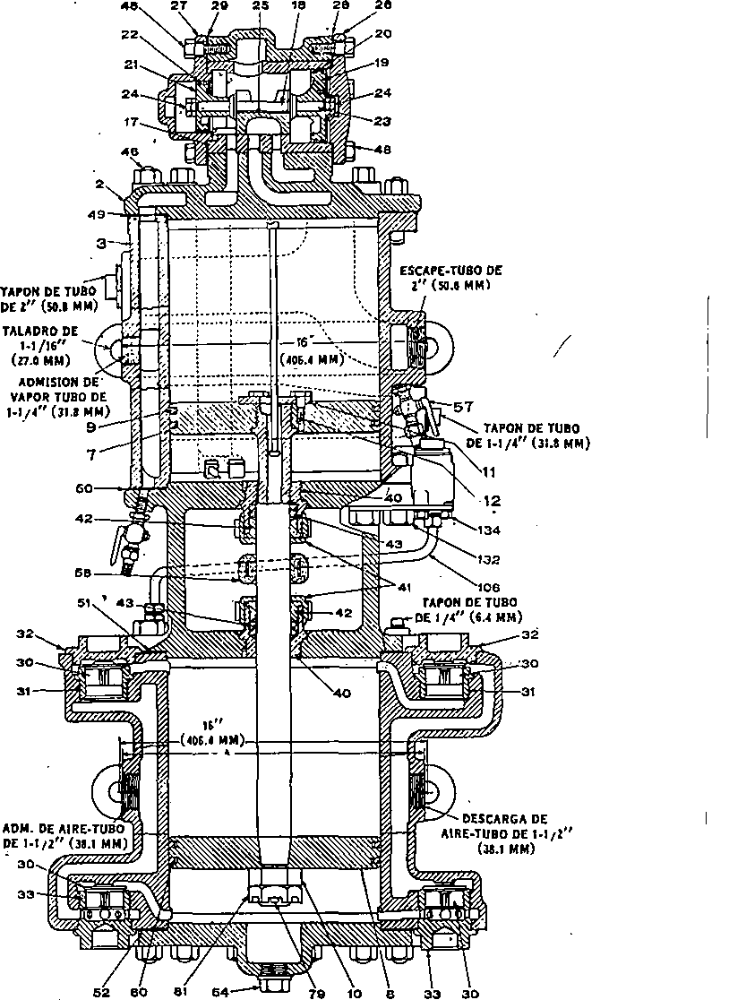 45 27 29 25 18 28 26
22 20
21 19
24 24
23
17
46 48
2
49
3
ESCAPE-TUBO DE
2" (50.8 MM)
TAPON DE TUBO
DE 2" (50.8 MM)
TALADRO DE
1-1/16"
(27.0 MM)
16"
(406.4 MM)
ADMISION DE
VAPOR TUBO DE
1-1/4" (31.8 MM)
57
9
TAPON DE TUBO
DE 1-1/4" (31.8 MM)
7
11
12
60 40
42 134
43
132
58
41 106
51 43 42
TAPON DE TUBO
DE 1/4" (6.4 MM)
32 32
30 30
31 40 31
16"
(406.4 MM)
ADM. DE AIRE-TUBO
DE 1-1/2" (38.1 MM)
DESCARGA DE
AIRE-TUBO DE 1-1/2"
(38.1 MM)
30
33
52 60 81 54 79 10 8 33 30